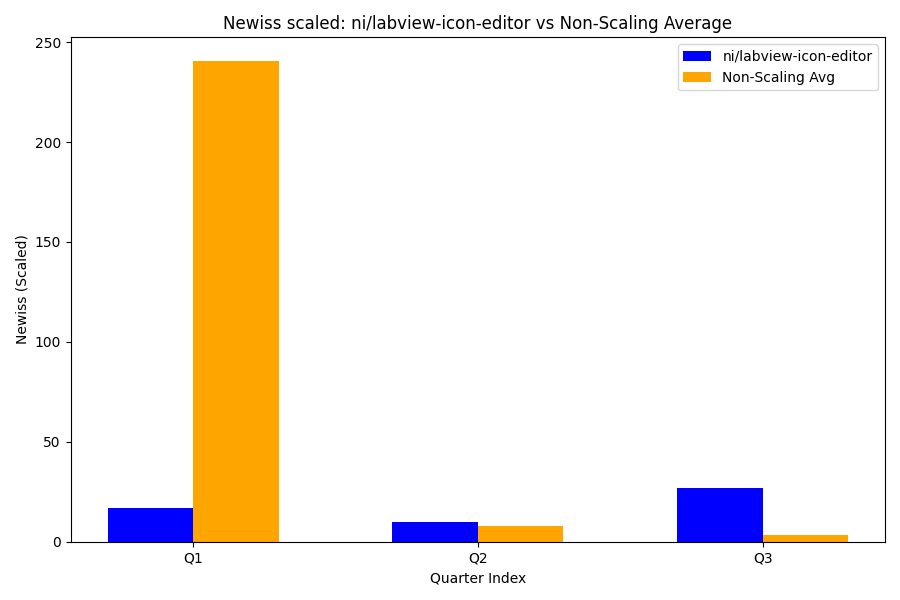 Newiss scaled: ni/labview-icon-editor vs Non-Scaling Average
ni/labview-icon-editor
Non-Scaling Avg
Newiss (Scaled)
250
200
150
100
50
0
Q1 Q2 Q3
Quarter Index